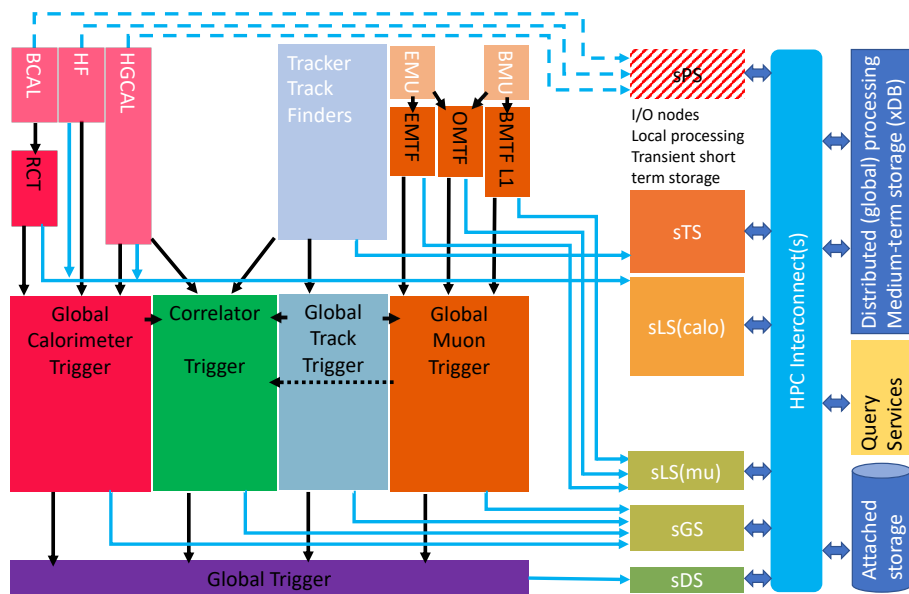 BCAL
HF
HGCAL
Tracker
Track
Finders
EMU
BMU
sPS
I/O nodes
Local processing
Transient short
term storage
RCT
EMTF
OMTF
BMTF L1
sTS
sLS(calo)
Global
Calorimeter
Trigger
Correlator
Trigger
Global
Track
Trigger
Global
Muon
Trigger
sLS(mu)
sGS
sDS
Global Trigger
HPC Interconnect(s)
Distributed (global) processing
Medium-term storage (xDB)
Query
Services
Attached
storage